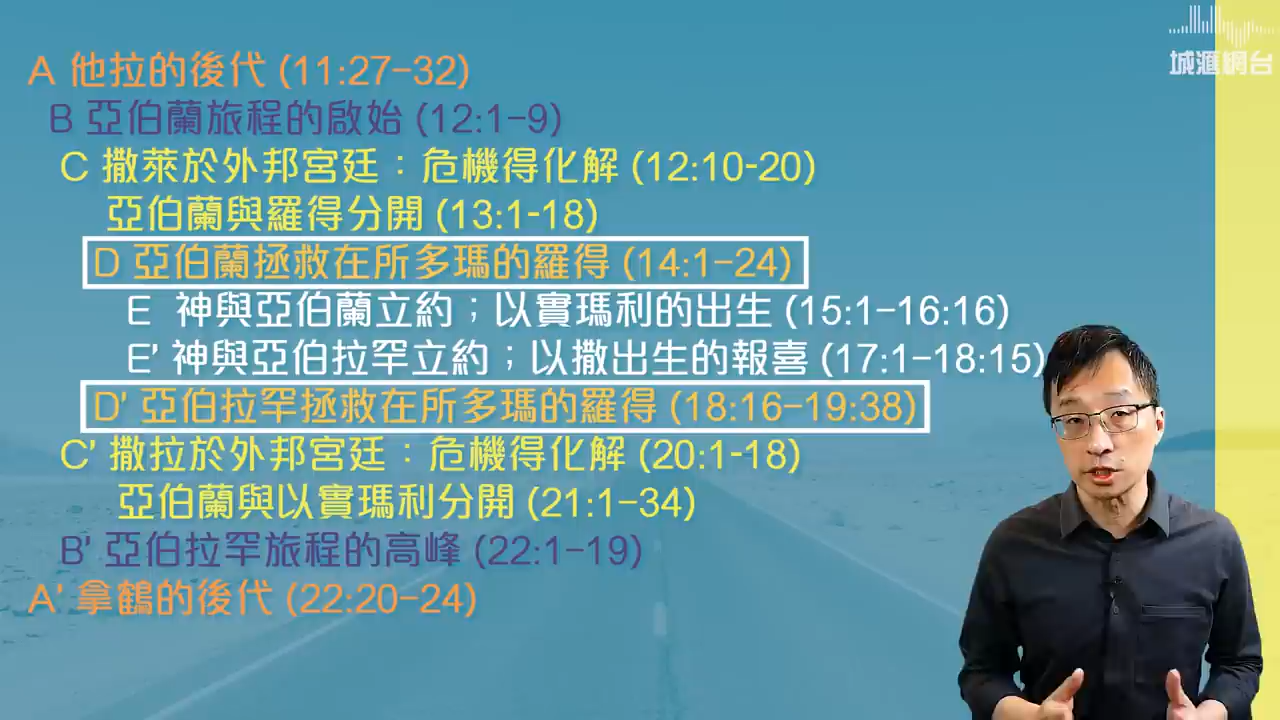 城滙網台
A 他拉的後代 (11:27-32)
B 亞伯蘭旅程的啟始 (12:1-9)
C 撒萊於外邦宮廷：危機得化解 (12:10-20)
亞伯蘭與羅得分開 (13:1-18)
D 亞伯蘭拯救在所多瑪的羅得 (14:1-24)
E 神與亞伯蘭立約；以實瑪利的出生 (15:1-16:16)
E' 神與亞伯拉罕立約；以撒出生的報喜 (17:1-18:15)
D' 亞伯拉罕拯救在所多瑪的羅得 (18:16-19:38)
C' 撒拉於外邦宮廷：危機得化解 (20:1-18)
亞伯蘭與以實瑪利分開 (21:1-34)
B' 亞伯拉罕旅程的高峰 (22:1-19)
A' 拿鶴的後代 (22:20-24)